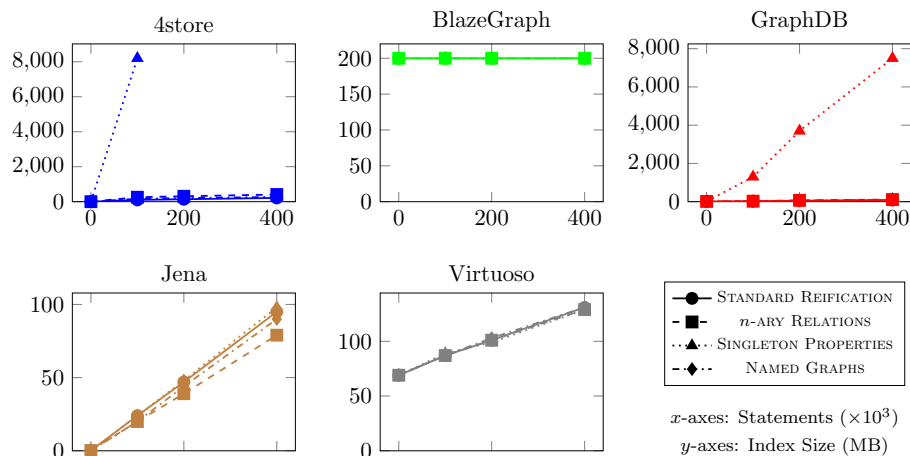 4store
BlazeGraph
GraphDB
8,000
6,000
4,000
2,000
0
0 200 400
200
150
100
50
0
0 200 400
8,000
6,000
4,000
2,000
0
0 200 400
Jena
Virtuoso
100
50
0
100
50
0
STANDARD REIFICATION
n-ARY RELATIONS
SINGLETON PROPERTIES
NAMED GRAPHS
x-axes: Statements (×10³)
y-axes: Index Size (MB)